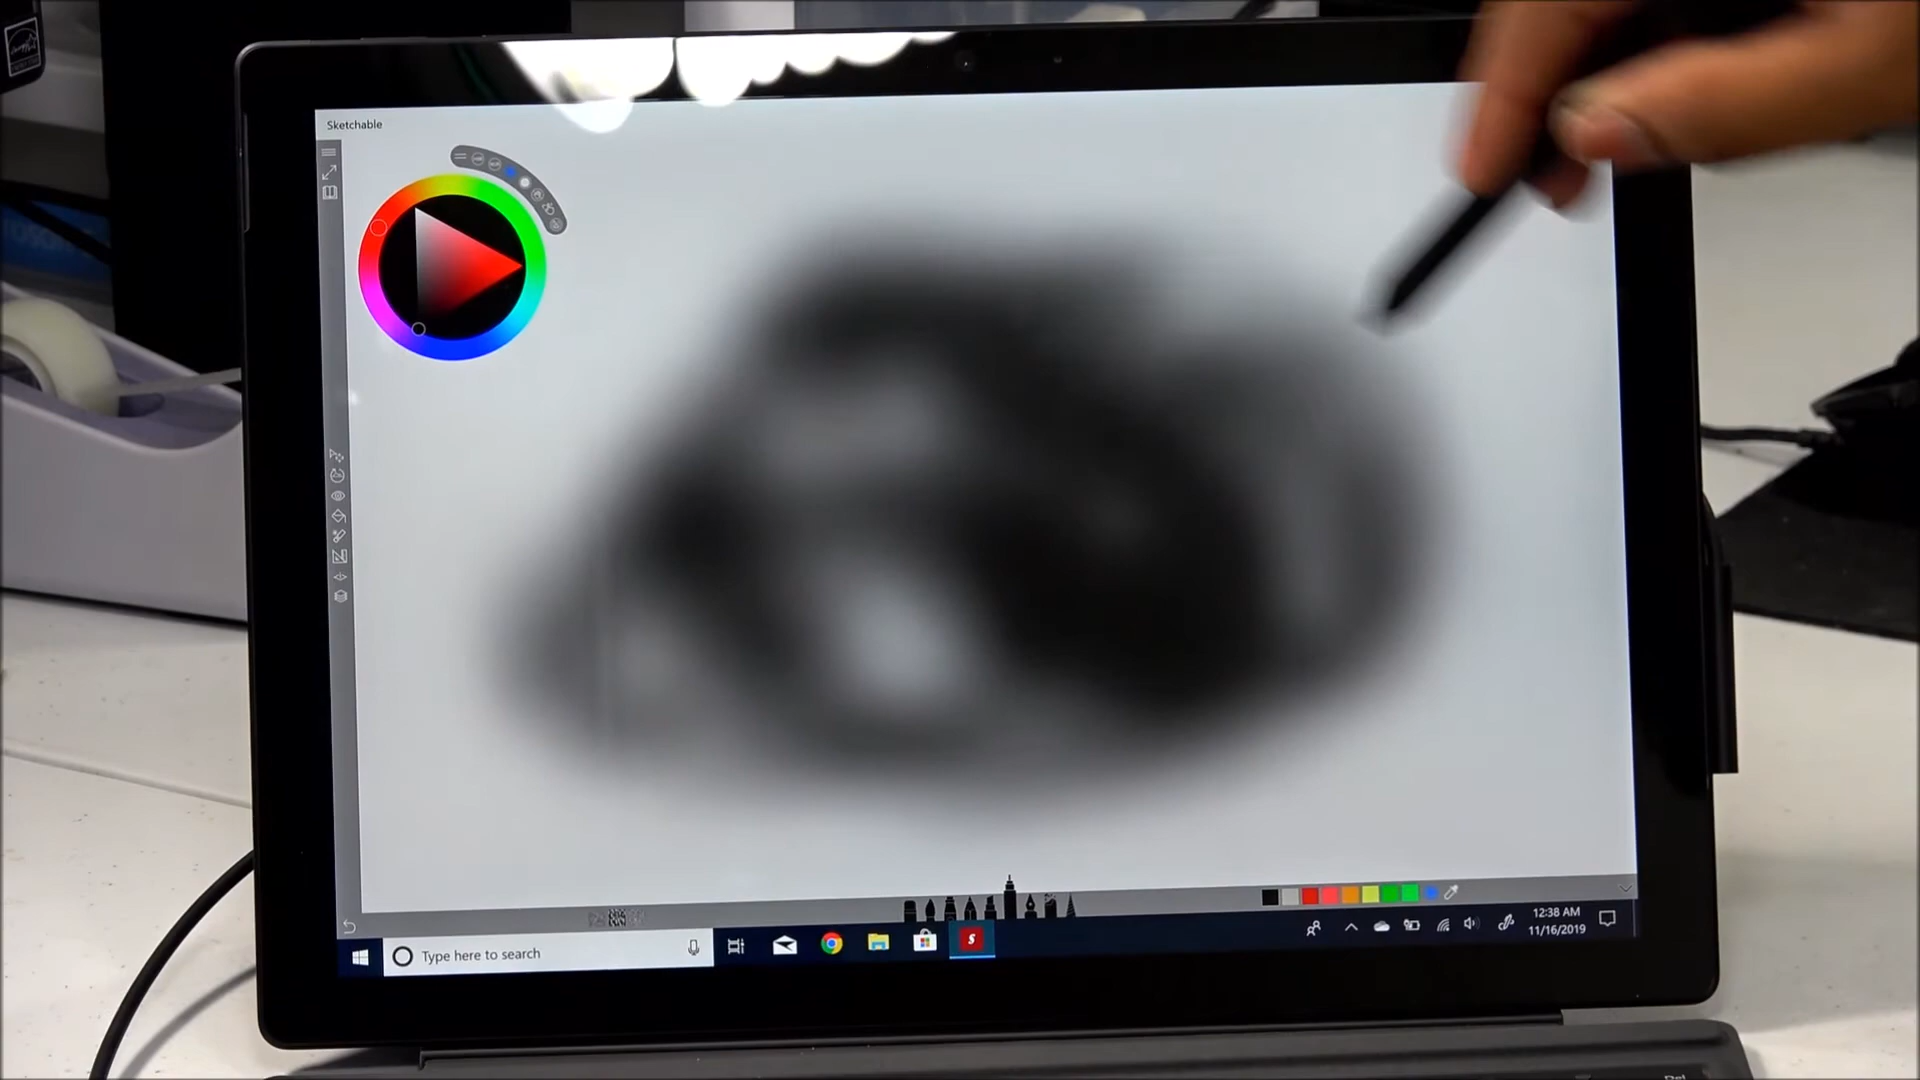 Sketchable
Type here to search
S
12:38 AM
11/16/2019